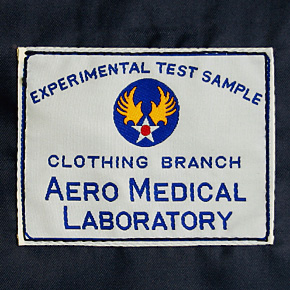 EXPERIMENTAL TEST SAMPLE
CLOTHING BRANCH
AERO MEDICAL
LABORATORY